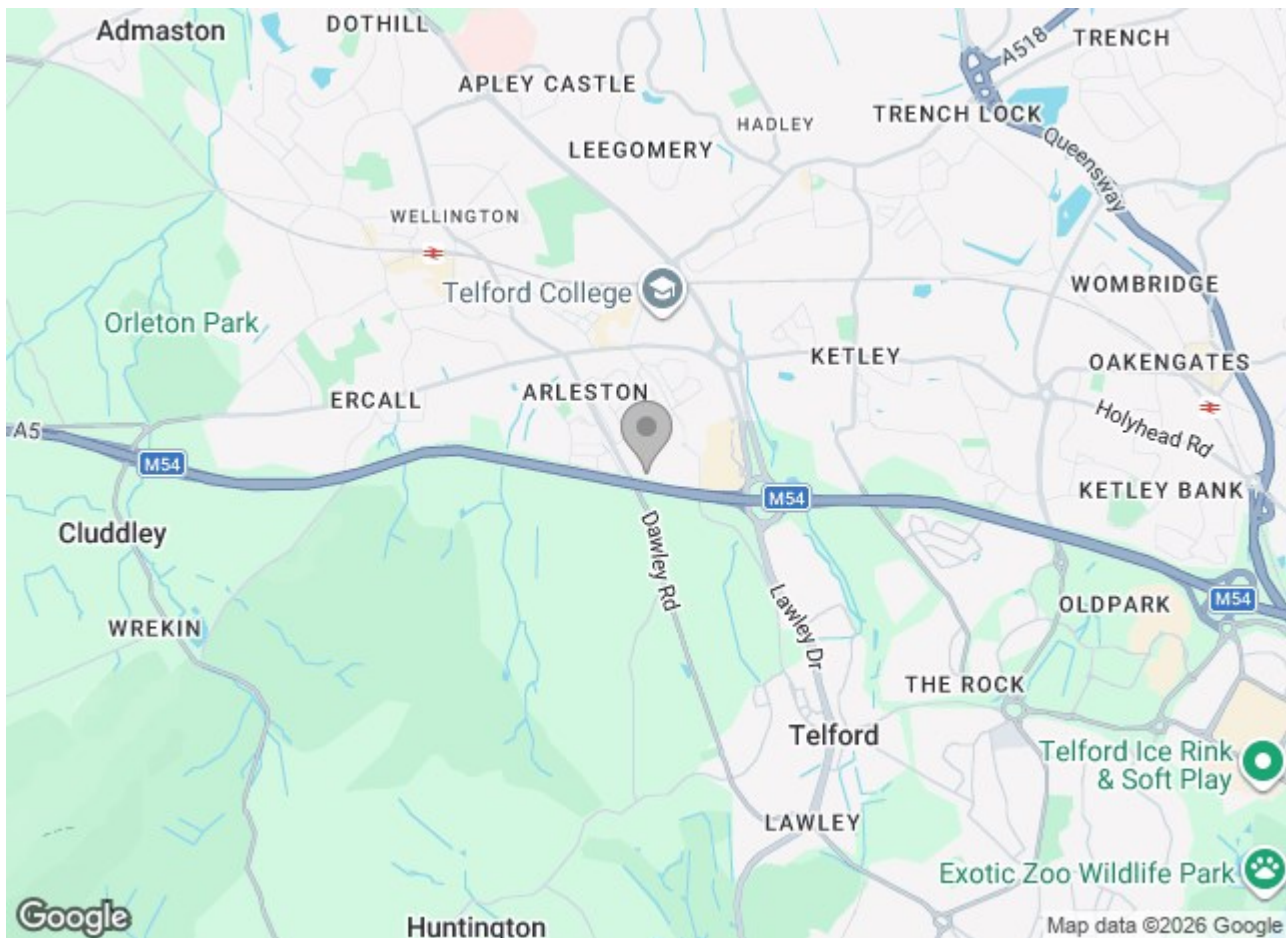 Admaston
DOTHILL
A518
TRENCH
APLEY CASTLE
HADLEY
TRENCH LOCK
LEEGOMERY
Queensway
WELLINGTON
Telford College
WOMBRIDGE
Orleton Park
KETLEY
OAKENGATES
ARLESTON
ERCALL
Holyhead Rd
A5
M54
M54
KETLEY BANK
Cluddley
Dawley Rd
Lawley Dr
M54
OLDPARK
WREKIN
THE ROCK
Telford
Telford Ice Rink
& Soft Play
LAWLEY
Exotic Zoo Wildlife Park
Google
Huntington
Map data ©2026 Google